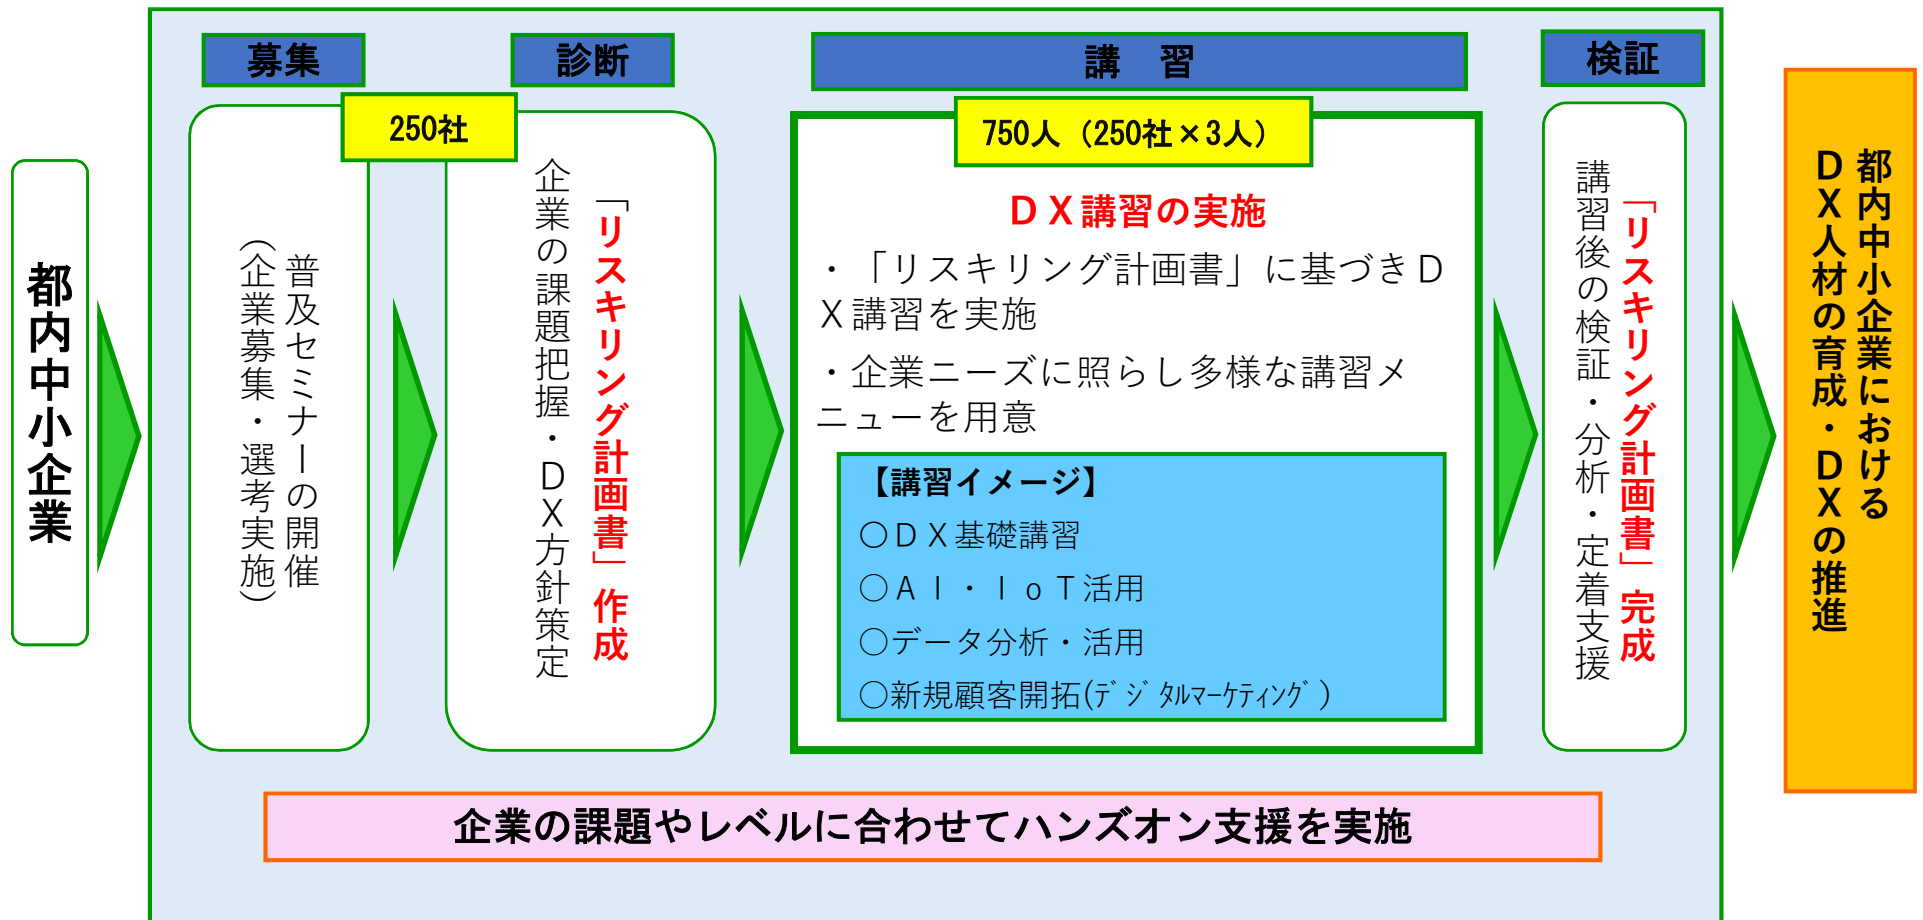 都内中小企業
募集
普及セミナーの開催
（企業募集・選考実施）
250社
診断
「リスキリング計画書」作成
企業の課題把握・ＤＸ方針策定
講　習
750人（250社×3人）
ＤＸ講習の実施
・「リスキリング計画書」に基づきＤ
Ｘ講習を実施
・企業ニーズに照らし多様な講習メ
ニューを用意
【講習イメージ】
○ＤＸ基礎講習
○ＡＩ・ＩｏＴ活用
○データ分析・活用
○新規顧客開拓(ﾃﾞｼﾞﾀﾙﾏｰｹﾃｨﾝｸﾞ)
検証
「リスキリング計画書」完成
講習後の検証・分析・定着支援
都内中小企業における
ＤＸ人材の育成・ＤＸの推進
企業の課題やレベルに合わせてハンズオン支援を実施